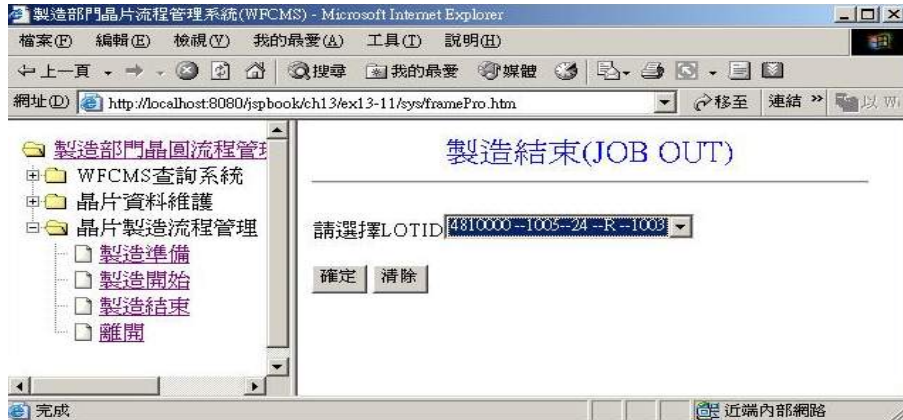 製造部門晶片流程管理系統(WFCMS) - Microsoft Internet Explorer
檔案(F) 編輯(E) 檢視(V) 我的最愛(A) 工具(T) 說明(H)
上一頁 搜尋 我的最愛 媒體
網址(D) http://localhost:8080/jspbook/ch13/ex13-11/sys/framePro.htm 移至 連結 »
製造部門晶圓流程管
WFCMS查詢系統
晶片資料維護
晶片製造流程管理
製造準備
製造開始
製造結束
離開
製造結束(JOB OUT)
請選擇LOTID 4810000--1005--24--R--1003
確定 清除
完成 近端內部網路